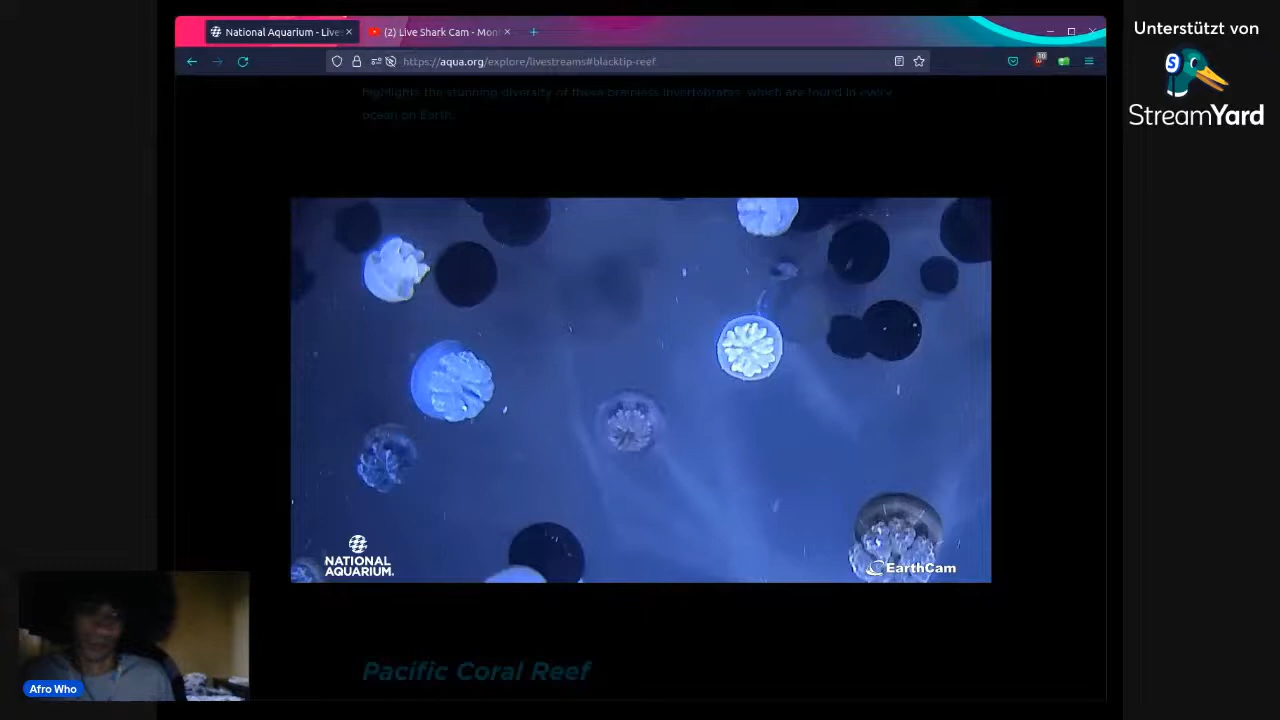 National Aquarium - Live
(2) Live Shark Cam - Mon
https://aqua.org/explore/livestreams#blacktip-reef
highlights the stunning diversity of these brainless invertebrates, which are found in every
ocean on Earth.
NATIONAL
AQUARIUM.
EarthCam
Pacific Coral Reef
Afro Who
Unterstützt von
S
StreamYard